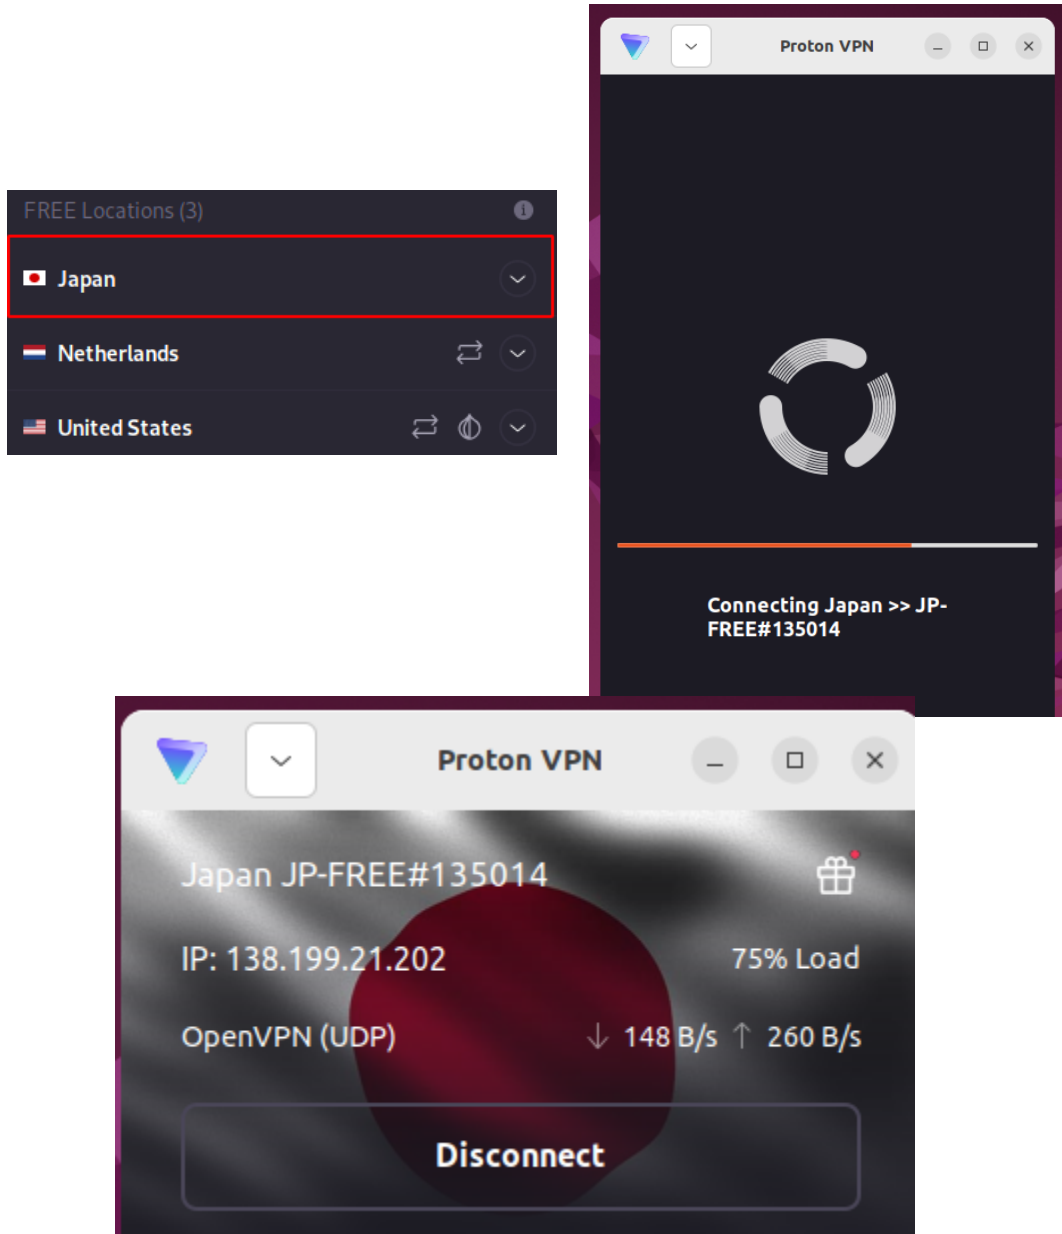 Proton VPN
FREE Locations (3)
Japan
Netherlands
United States
Connecting Japan >> JP-
FREE#135014
Proton VPN
Japan JP-FREE#135014
IP: 138.199.21.202 75% Load
OpenVPN (UDP) ↓ 148 B/s ↑ 260 B/s
Disconnect